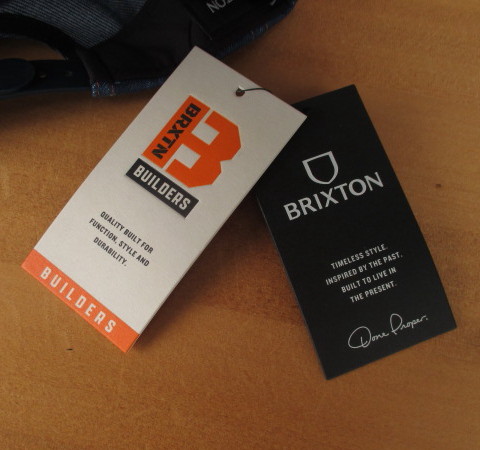 BRXTN
B
BUILDERS
QUALITY BUILT FOR
FUNCTION, STYLE AND
DURABILITY.
BUILDERS
BRIXTON
TIMELESS STYLE.
INSPIRED BY THE PAST,
BUILT TO LIVE IN
THE PRESENT.
Done Proper.